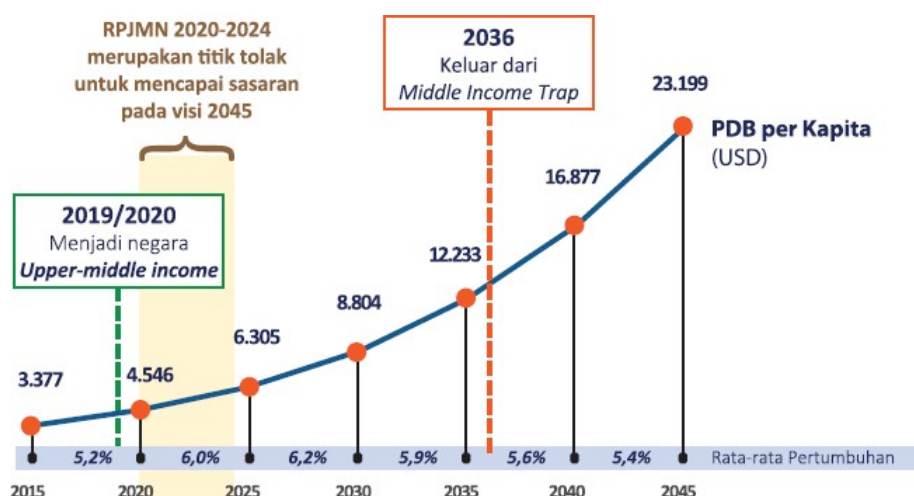 RPJMN 2020-2024
merupakan titik tolak
untuk mencapai sasaran
pada visi 2045
2036
Keluar dari
Middle Income Trap
23.199
PDB per Kapita
(USD)
16.877
2019/2020
Menjadi negara
Upper-middle income
12.233
8.804
6.305
4.546
3.377
5,2% 6,0% 6,2% 5,9% 5,6% 5,4% Rata-rata Pertumbuhan
2015 2020 2025 2030 2035 2040 2045